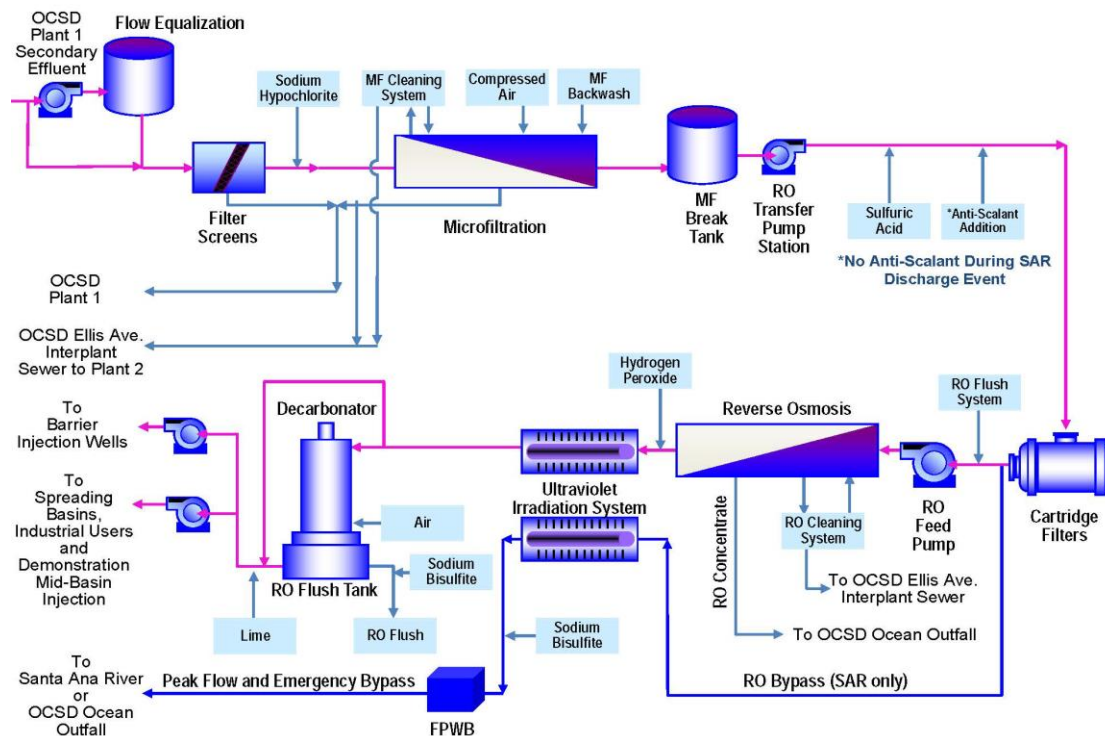 OCSD
Plant 1
Secondary
Effluent
Flow Equalization
Sodium
Hypochlorite
MF Cleaning
System
Compressed
Air
MF
Backwash
Filter
Screens
Microfiltration
MF
Break
Tank
RO
Transfer
Pump
Station
Sulfuric
Acid
*Anti-Scalant
Addition
*No Anti-Scalant During SAR
Discharge Event
OCSD
Plant 1
OCSD Ellis Ave.
Interplant
Sewer to Plant 2
To
Barrier
Injection Wells
To
Spreading
Basins,
Industrial Users
and
Demonstration
Mid-Basin
Injection
Decarbonator
Air
RO Flush Tank
Sodium
Bisulfite
Lime
RO Flush
Hydrogen
Peroxide
Ultraviolet
Irradiation System
Reverse Osmosis
RO Flush
System
RO
Feed
Pump
Cartridge
Filters
RO Concentrate
RO Cleaning
System
To OCSD Ellis Ave.
Interplant Sewer
To OCSD Ocean Outfall
Sodium
Bisulfite
RO Bypass (SAR only)
To
Santa Ana River
or
OCSD Ocean
Outfall
Peak Flow and Emergency Bypass
FPWB